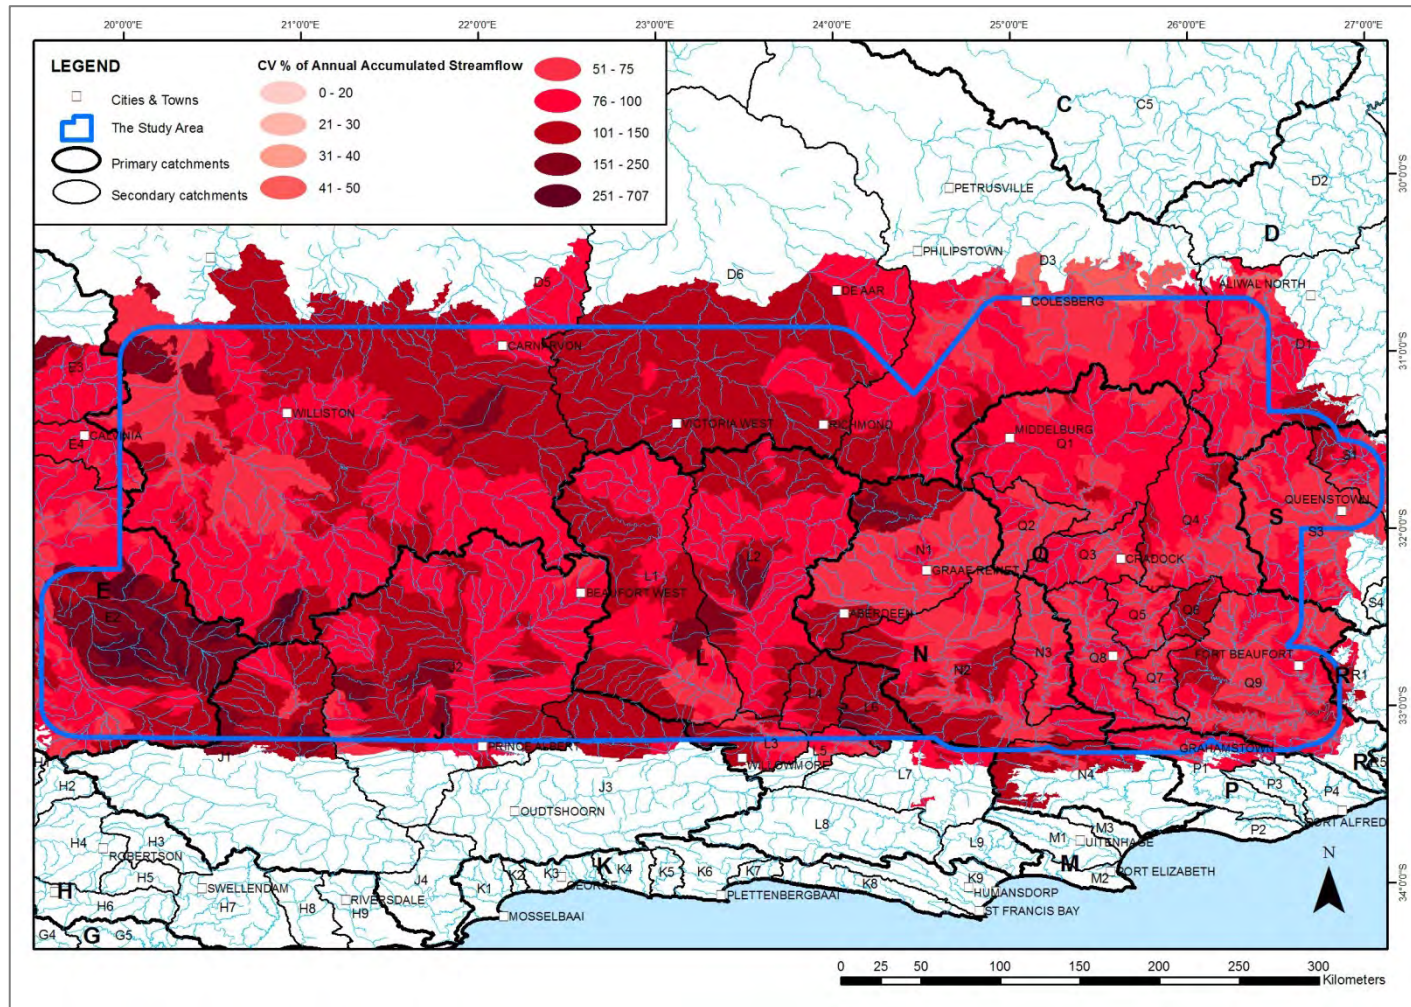 20°0'0"E 21°0'0"E 22°0'0"E 23°0'0"E 24°0'0"E 25°0'0"E 26°0'0"E 27°0'0"E
LEGEND
Cities & Towns
The Study Area
Primary catchments
Secondary catchments
CV % of Annual Accumulated Streamflow
0 - 20
21 - 30
31 - 40
41 - 50
51 - 75
76 - 100
101 - 150
151 - 250
251 - 707
C C5
D2
30°0'0"S
PETRUSVILLE
D
PHILIPSTOWN
D3
D5 D6
DE AAR
ALIWAL NORTH
COLESBERG
CARNARVON
D1
31°0'0"S
E3
WILLISTON
VICTORIA WEST
RICHMOND
MIDDELBURG
Q1
E4
CALVINIA
S1
QUEENSTOWN
S
Q4
Q2
S3
32°0'0"S
N1
Q
Q3
CRADOCK
L2
L1
GRAAF REINET
BEAUFORT WEST
E
E2
ABERDEEN
S4
Q5
Q6
L
N
N3
Q8
FORT BEAUFORT
J2
N2
Q7
Q9
R
R1
L4
L6
33°0'0"S
J
PRINCE ALBERT
L3
L5
GRAHAMSTOWN
WILLOWMORE
J1
L7
N4
P1
R
R5
H2
J3
P
P3
P4
OUDTSHOORN
L8
P2
PORT ALFRED
H4
H3
M1
M3
UITENHAGE
ROBERTSON
L9
H5
M
M2
PORT ELIZABETH
J4
K
K1 K2 K3 K4 K5 K6 K7 K8 K9
GEORGE
H
SWELLENDAM
RIVERSDALE
PLETTENBERGBAAI
HUMANSDORP
H6
H7
H8
H9
MOSSELBAAI
ST FRANCIS BAY
34°0'0"S
G4
G
G5
N
0 25 50 100 150 200 250 300
Kilometers